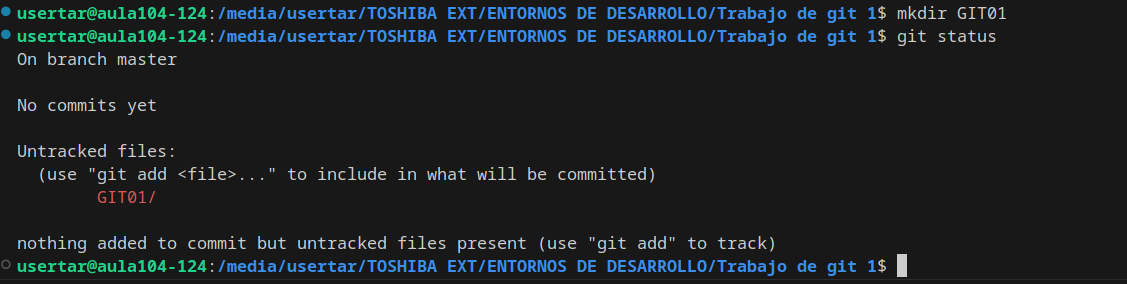 usertar@aula104-124:/media/usertar/TOSHIBA EXT/ENTORNOS DE DESARROLLO/Trabajo de git 1$ mkdir GIT01
usertar@aula104-124:/media/usertar/TOSHIBA EXT/ENTORNOS DE DESARROLLO/Trabajo de git 1$ git status
On branch master
No commits yet
Untracked files:
  (use "git add <file>..." to include in what will be committed)
        GIT01/
nothing added to commit but untracked files present (use "git add" to track)
usertar@aula104-124:/media/usertar/TOSHIBA EXT/ENTORNOS DE DESARROLLO/Trabajo de git 1$